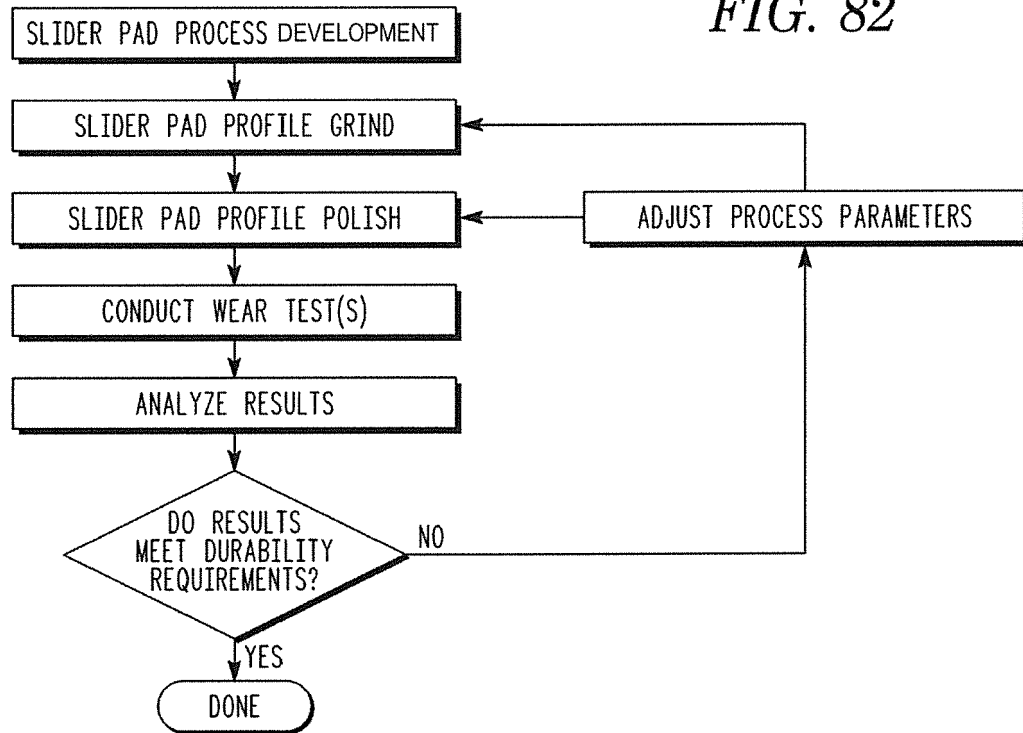 FIG. 82
SLIDER PAD PROCESS DEVELOPMENT
SLIDER PAD PROFILE GRIND
SLIDER PAD PROFILE POLISH
ADJUST PROCESS PARAMETERS
CONDUCT WEAR TEST(S)
ANALYZE RESULTS
DO RESULTS
MEET DURABILITY
REQUIREMENTS?
NO
YES
DONE